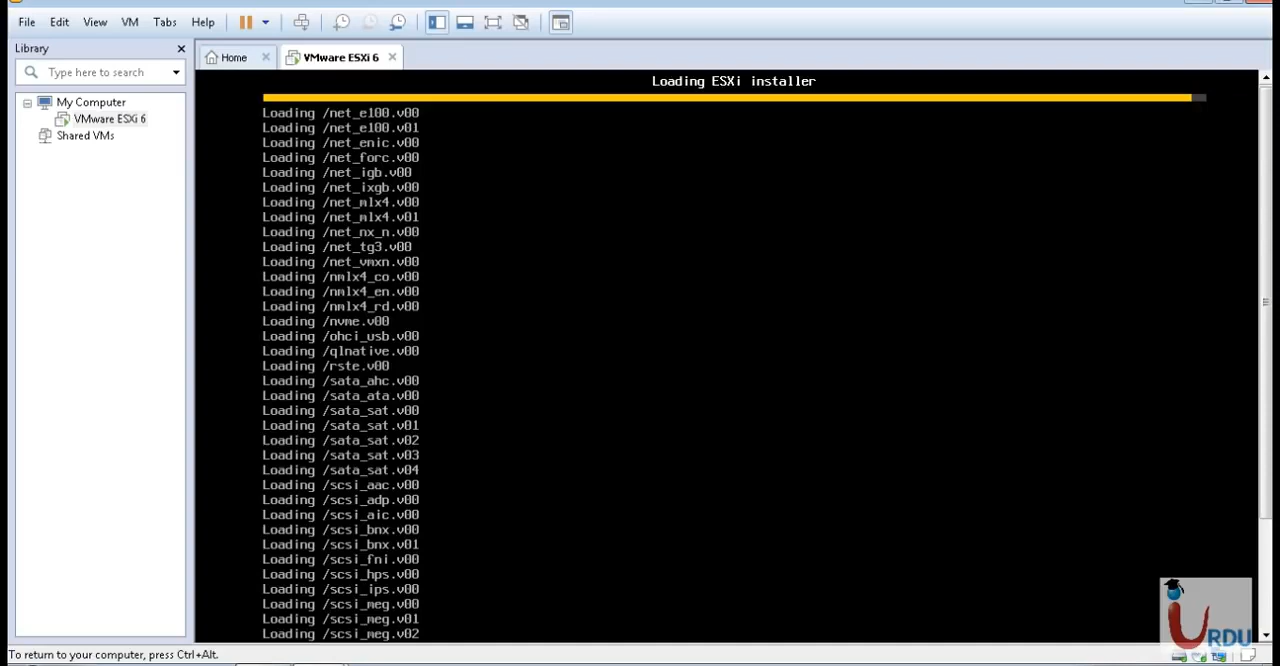 File Edit View VM Tabs Help
Library
Home
VMware ESXi 6
Type here to search
My Computer
VMware ESXi 6
Shared VMs
Loading ESXi installer
Loading /net_e100.v00
Loading /net_e100.v01
Loading /net_enic.v00
Loading /net_forc.v00
Loading /net_igb.v00
Loading /net_ixgb.v00
Loading /net_mlx4.v00
Loading /net_mlx4.v01
Loading /net_nx_n.v00
Loading /net_tg3.v00
Loading /net_vmxn.v00
Loading /nmlx4_co.v00
Loading /nmlx4_en.v00
Loading /nmlx4_rd.v00
Loading /nvme.v00
Loading /ohci_usb.v00
Loading /qlnative.v00
Loading /rste.v00
Loading /sata_ahc.v00
Loading /sata_ata.v00
Loading /sata_sat.v00
Loading /sata_sat.v01
Loading /sata_sat.v02
Loading /sata_sat.v03
Loading /sata_sat.v04
Loading /scsi_aac.v00
Loading /scsi_adp.v00
Loading /scsi_aic.v00
Loading /scsi_bnx.v00
Loading /scsi_bnx.v01
Loading /scsi_fni.v00
Loading /scsi_hps.v00
Loading /scsi_ips.v00
Loading /scsi_meg.v00
Loading /scsi_meg.v01
Loading /scsi_meg.v02
URDU
To return to your computer, press Ctrl+Alt.